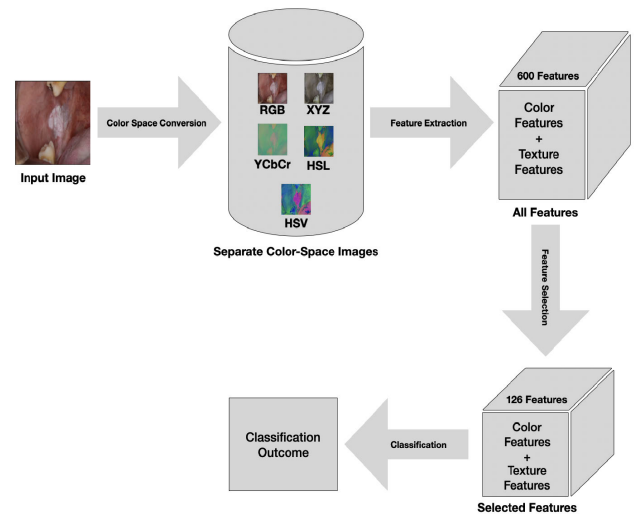 Input Image
Color Space Conversion
RGB
XYZ
YCbCr
HSL
HSV
Separate Color-Space Images
Feature Extraction
600 Features
Color
Features
+
Texture
Features
All Features
Feature Selection
126 Features
Color
Features
+
Texture
Features
Selected Features
Classification
Classification
Outcome